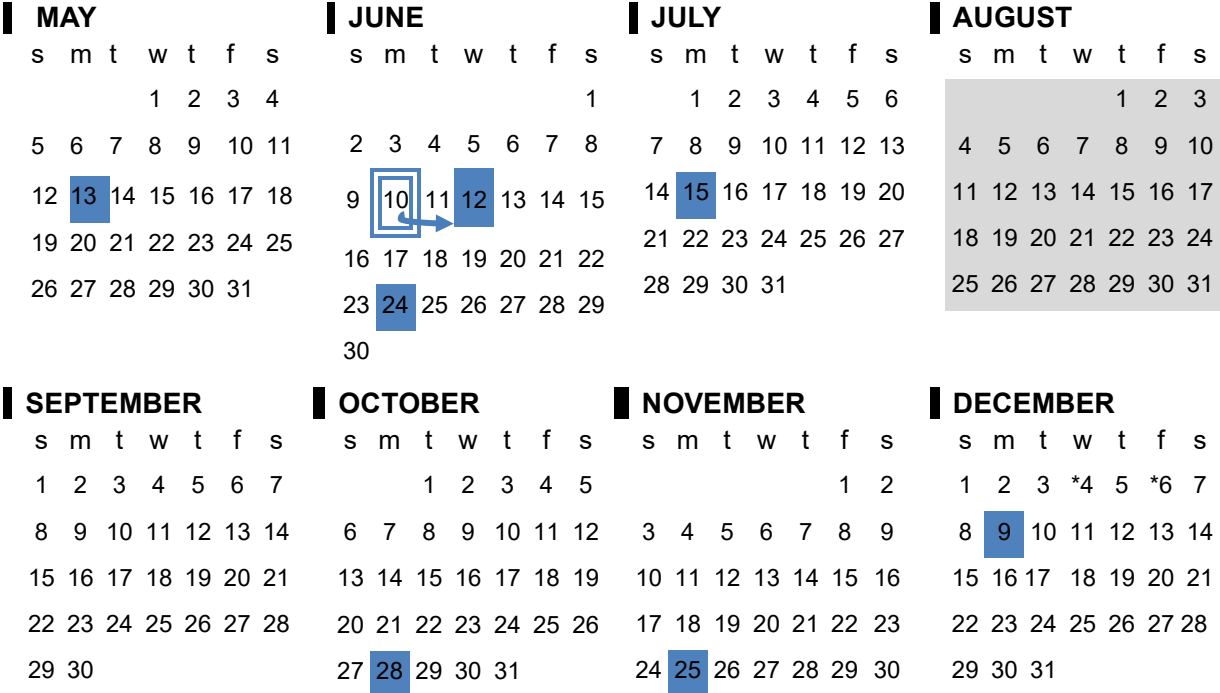 MAY
s m t w t f s
1 2 3 4
5 6 7 8 9 10 11
12 13 14 15 16 17 18
19 20 21 22 23 24 25
26 27 28 29 30 31
JUNE
s m t w t f s
1
2 3 4 5 6 7 8
9 10 11 12 13 14 15
16 17 18 19 20 21 22
23 24 25 26 27 28 29
30
JULY
s m t w t f s
1 2 3 4 5 6
7 8 9 10 11 12 13
14 15 16 17 18 19 20
21 22 23 24 25 26 27
28 29 30 31
AUGUST
s m t w t f s
1 2 3
4 5 6 7 8 9 10
11 12 13 14 15 16 17
18 19 20 21 22 23 24
25 26 27 28 29 30 31
SEPTEMBER
s m t w t f s
1 2 3 4 5 6 7
8 9 10 11 12 13 14
15 16 17 18 19 20 21
22 23 24 25 26 27 28
29 30
OCTOBER
s m t w t f s
1 2 3 4 5
6 7 8 9 10 11 12
13 14 15 16 17 18 19
20 21 22 23 24 25 26
27 28 29 30 31
NOVEMBER
s m t w t f s
1 2
3 4 5 6 7 8 9
10 11 12 13 14 15 16
17 18 19 20 21 22 23
24 25 26 27 28 29 30
DECEMBER
s m t w t f s
1 2 3 *4 5 *6 7
8 9 10 11 12 13 14
15 16 17 18 19 20 21
22 23 24 25 26 27 28
29 30 31